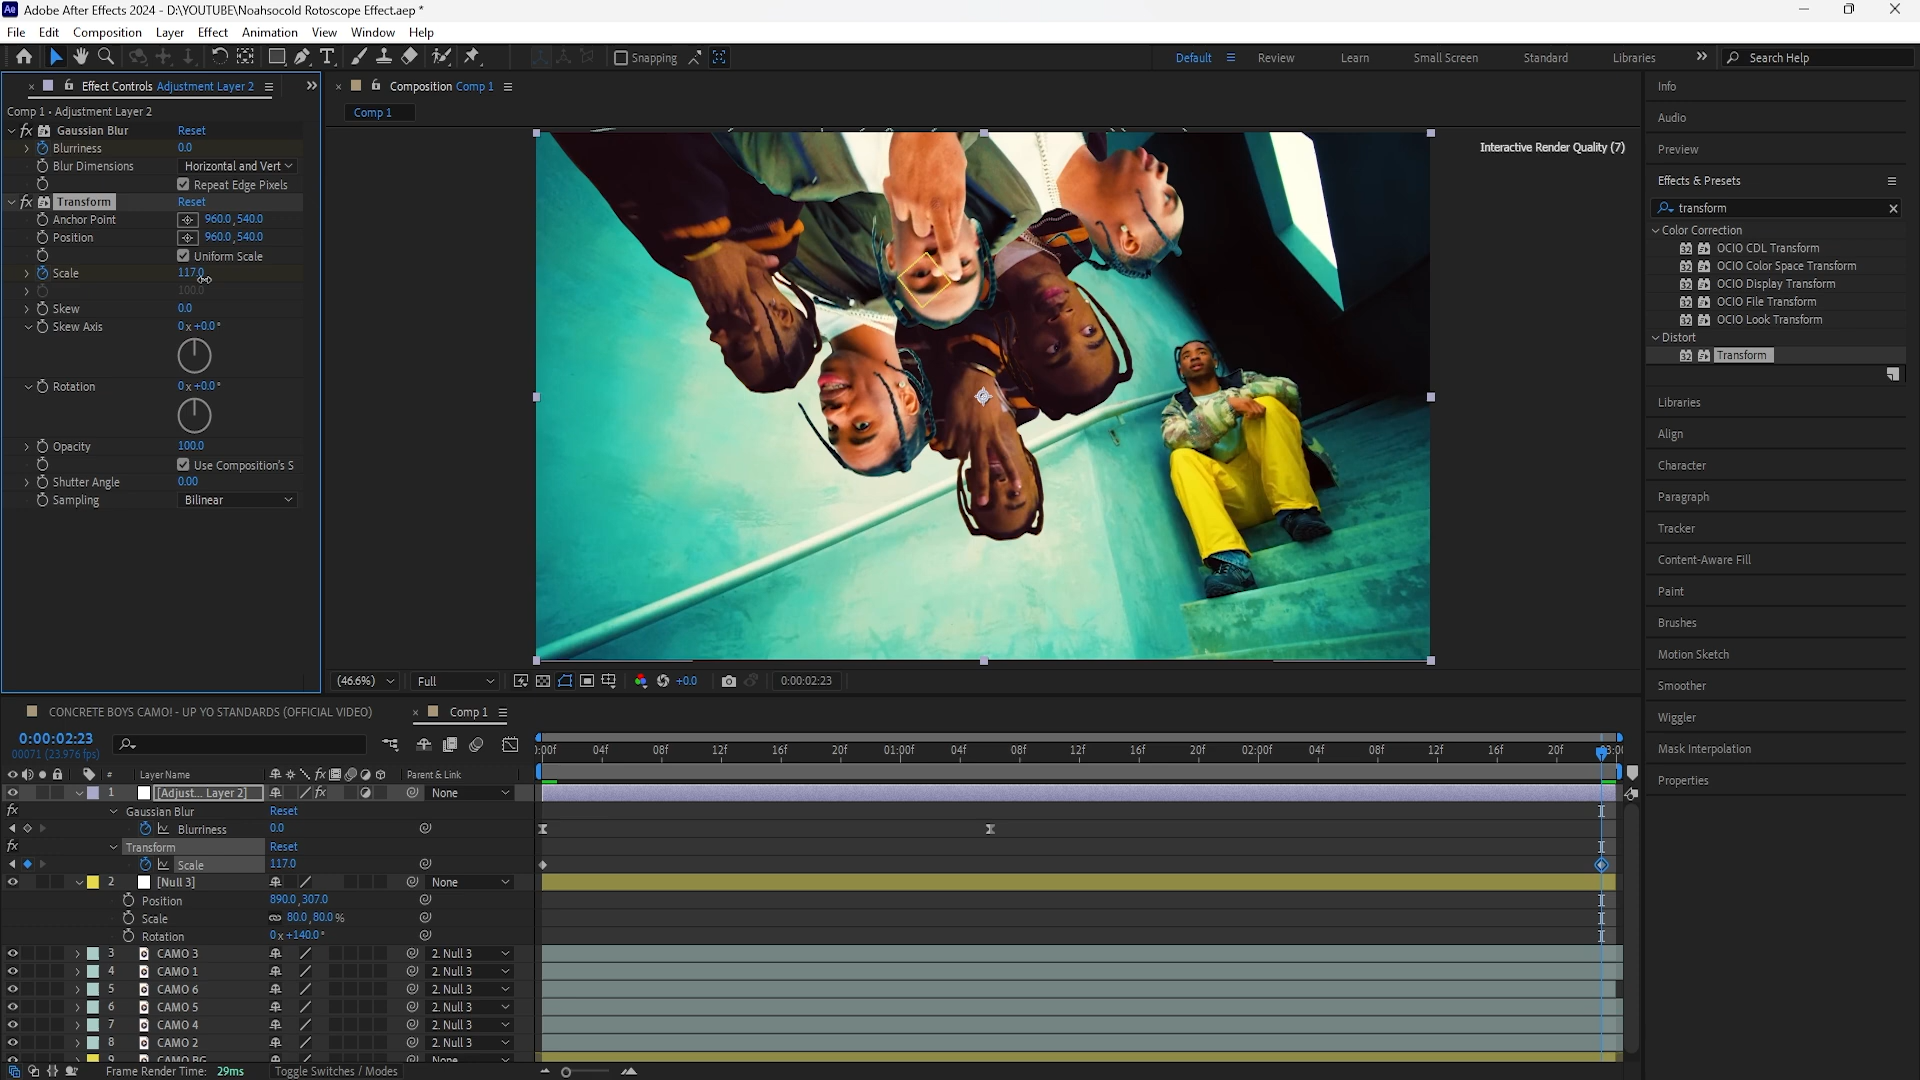 Adobe After Effects 2024 - D:\YOUTUBE\Noahsocold Rotoscope Effect.aep *
File Edit Composition Layer Effect Animation View Window Help
Snapping
Default Review Learn Small Screen Standard Libraries Search Help
Effect Controls Adjustment Layer 2
Comp 1 • Adjustment Layer 2
fx Gaussian Blur Reset
Blurriness 0.0
Blur Dimensions Horizontal and Vert
Repeat Edge Pixels
fx Transform Reset
Anchor Point 960.0, 540.0
Position 960.0, 540.0
Uniform Scale
Scale 117.0
100.0
Skew 0.0
Skew Axis 0x+0.0°
Rotation 0x+0.0°
Opacity 100.0
Use Composition's S
Shutter Angle 0.00
Sampling Bilinear
Composition Comp 1
Comp 1
Interactive Render Quality (7)
(46.6%) Full +0.0 0:00:02:23
Info
Audio
Preview
Effects & Presets
transform
Color Correction
OCIO CDL Transform
OCIO Color Space Transform
OCIO Display Transform
OCIO File Transform
OCIO Look Transform
Distort
Transform
Libraries
Align
Character
Paragraph
Tracker
Content-Aware Fill
Paint
Brushes
Motion Sketch
Smoother
Wiggler
Mask Interpolation
Properties
CONCRETE BOYS CAMO! - UP YO STANDARDS (OFFICIAL VIDEO) Comp 1
0:00:02:23
00071 (23.976 fps)
:00f 04f 08f 12f 16f 20f 01:00f 04f 08f 12f 16f 20f 02:00f 04f 08f 12f 16f 20f
# Layer Name fx Parent & Link
1 [Adjust... Layer 2] fx None
fx Gaussian Blur Reset
Blurriness 0.0
fx Transform Reset
Scale 117.0
2 [Null 3] None
Position 890.0, 307.0
Scale 80.0, 80.0 %
Rotation 0x+140.0°
3 CAMO 3 2. Null 3
4 CAMO 1 2. Null 3
5 CAMO 6 2. Null 3
6 CAMO 5 2. Null 3
7 CAMO 4 2. Null 3
8 CAMO 2 2. Null 3
9 CAMO BG None
Frame Render Time: 29ms Toggle Switches / Modes